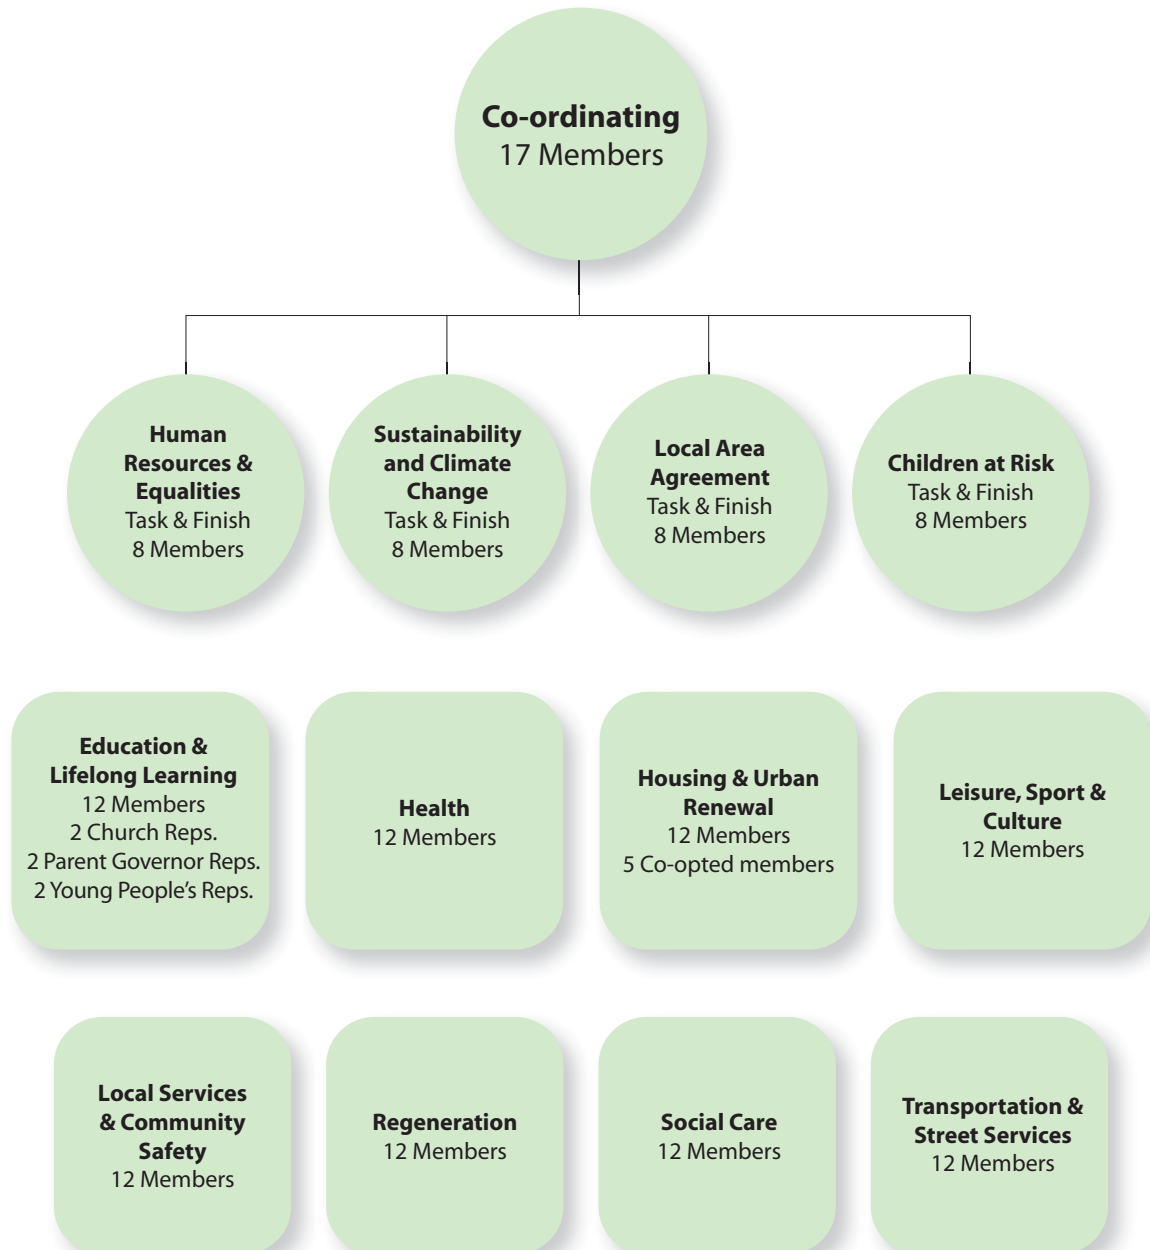 Co-ordinating
17 Members
Human
Resources &
Equalities
Task & Finish
8 Members
Sustainability
and Climate
Change
Task & Finish
8 Members
Local Area
Agreement
Task & Finish
8 Members
Children at Risk
Task & Finish
8 Members
Education &
Lifelong Learning
12 Members
2 Church Reps.
2 Parent Governor Reps.
2 Young People’s Reps.
Health
12 Members
Housing & Urban
Renewal
12 Members
5 Co-opted members
Leisure, Sport &
Culture
12 Members
Local Services
& Community
Safety
12 Members
Regeneration
12 Members
Social Care
12 Members
Transportation &
Street Services
12 Members